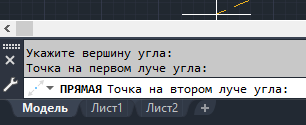 Укажите вершину угла:
Точка на первом луче угла:
ПРЯМАЯ Точка на втором луче угла:
Модель Лист1 Лист2 +